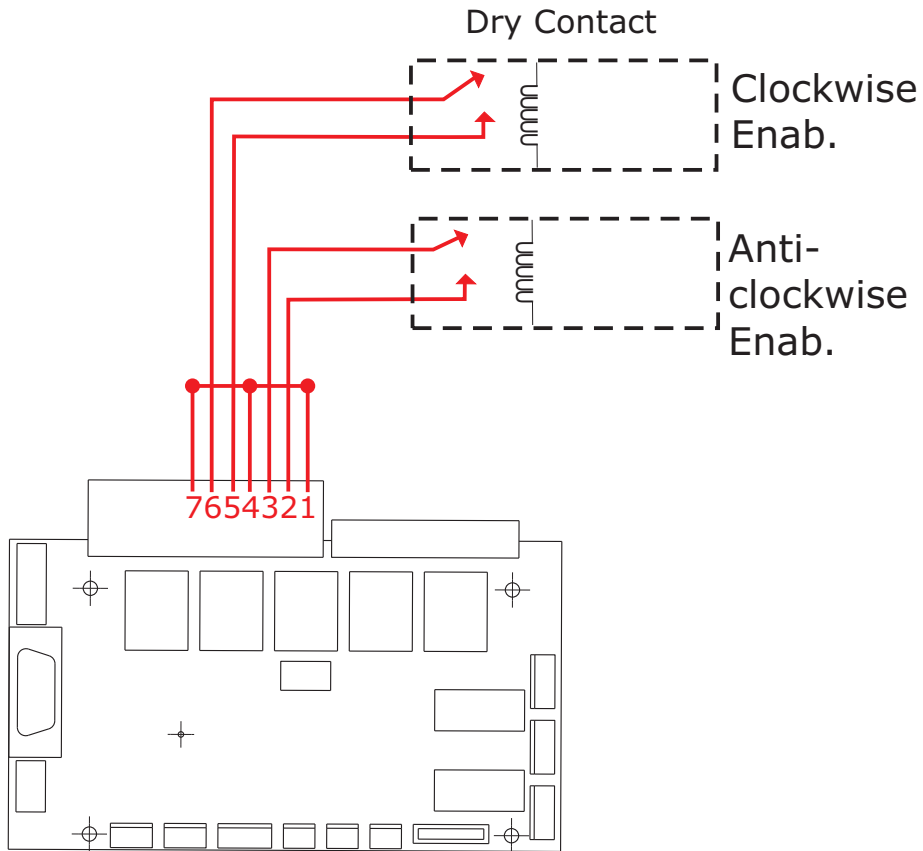 Dry Contact
Clockwise
Enab.
Anti-
clockwise
Enab.
7654321